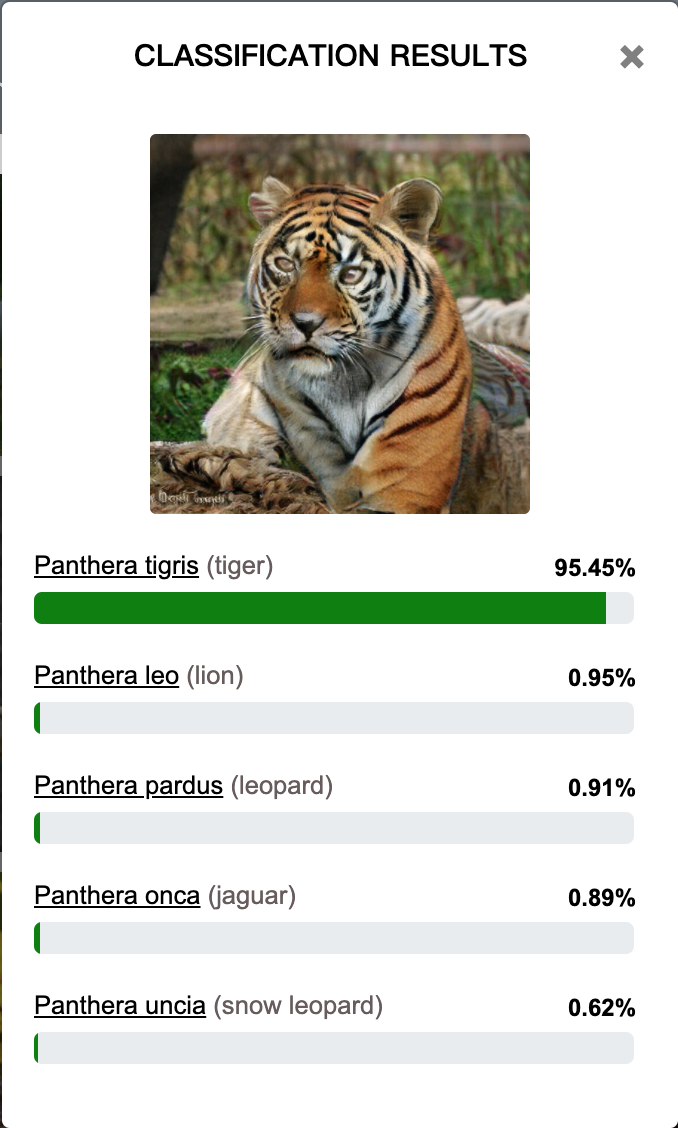 CLASSIFICATION RESULTS
Panthera tigris (tiger) 95.45%
Panthera leo (lion) 0.95%
Panthera pardus (leopard) 0.91%
Panthera onca (jaguar) 0.89%
Panthera uncia (snow leopard) 0.62%